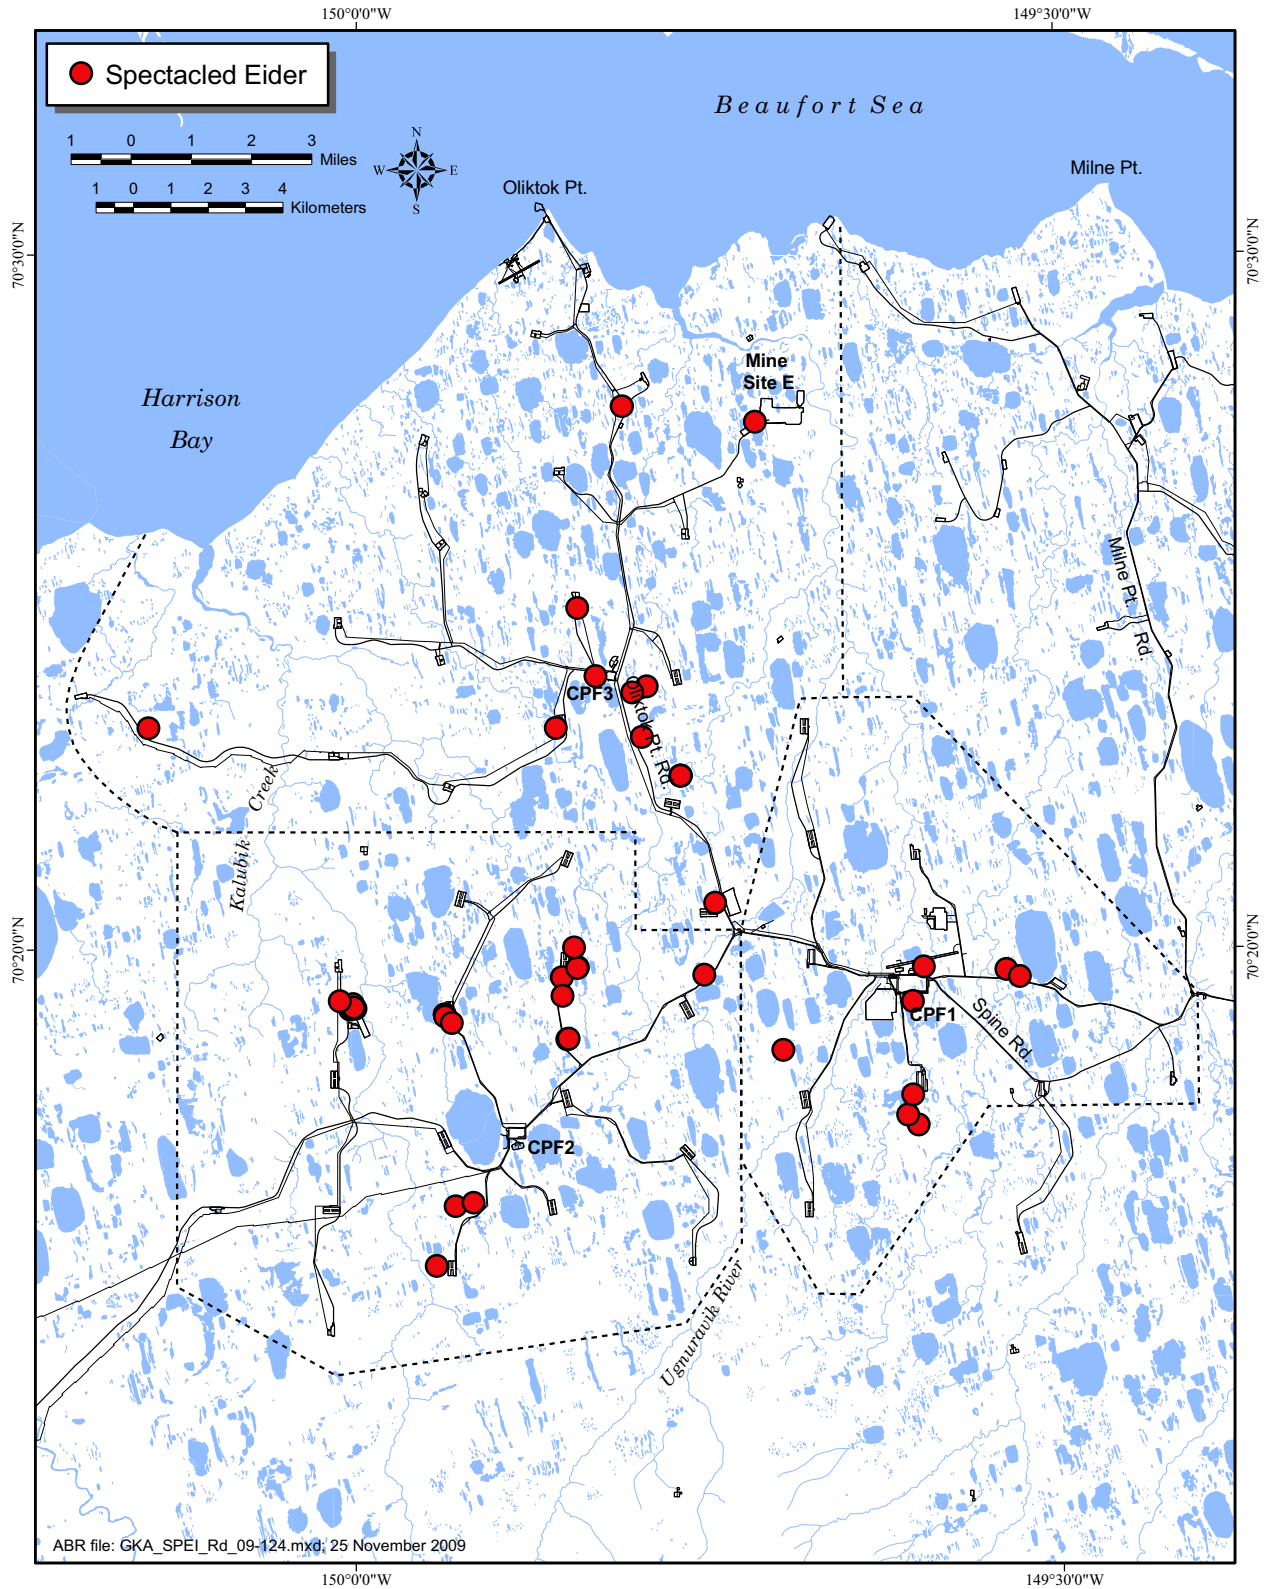 150°0'0"W
149°30'0"W
Spectacled Eider
Beaufort Sea
1 0 1 2 3
Miles
1 0 1 2 3 4
Kilometers
N
W E
S
Oliktok Pt.
Milne Pt.
70°30'0"N
70°30'0"N
Mine
Site E
Harrison
Bay
Milne Pt. Rd.
CPF3
Oliktok Pt. Rd.
Kalubik Creek
70°20'0"N
70°20'0"N
CPF1
Spine Rd.
CPF2
Ugnuravik River
ABR file: GKA_SPEI_Rd_09-124.mxd; 25 November 2009
150°0'0"W
149°30'0"W